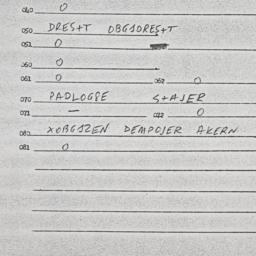 040 0
050 DRES+T OBGJORES+T
051 0
060 0
061 0 062 0
070 PADLOGSE S+AJER
071 — 072 0
080 XOBGJZEN DEMPOJER AKERN
081 0